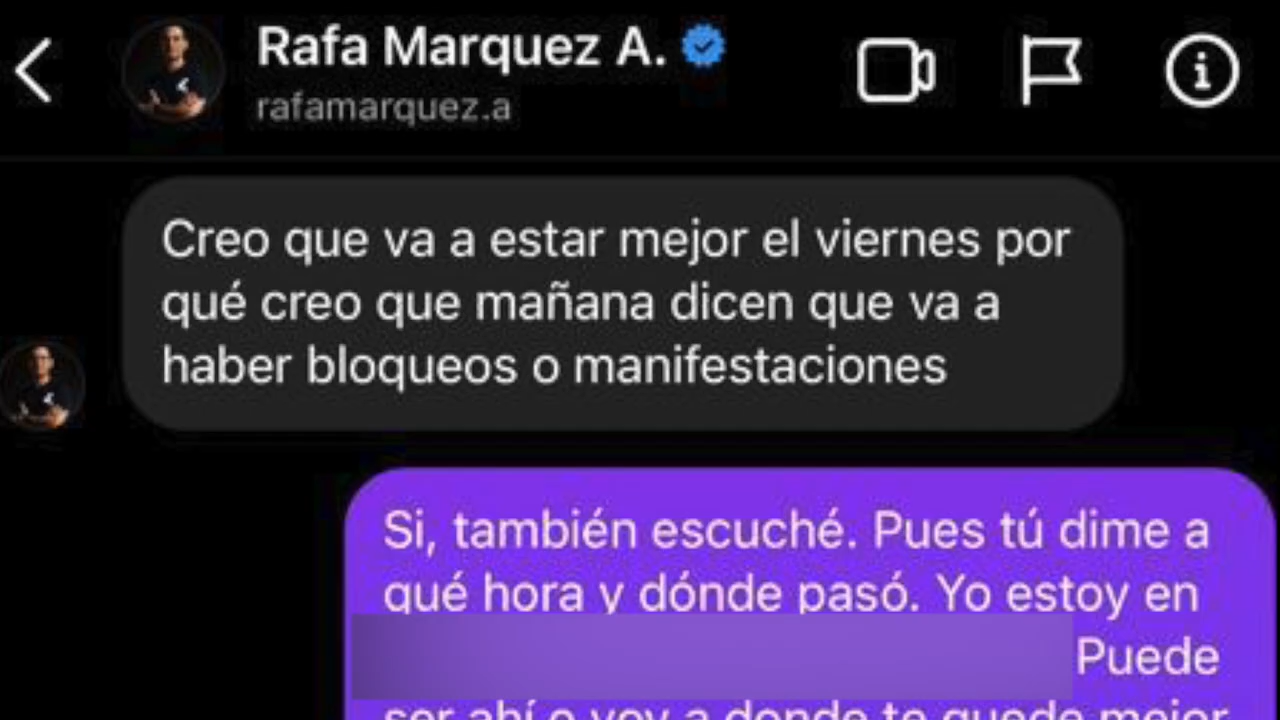 Rafa Marquez A.
rafamarquez.a
Creo que va a estar mejor el viernes por
qué creo que mañana dicen que va a
haber bloqueos o manifestaciones
Si, también escuché. Pues tú dime a
qué hora y dónde pasó. Yo estoy en
Puede
ser ahí o voy a donde te quede mejor